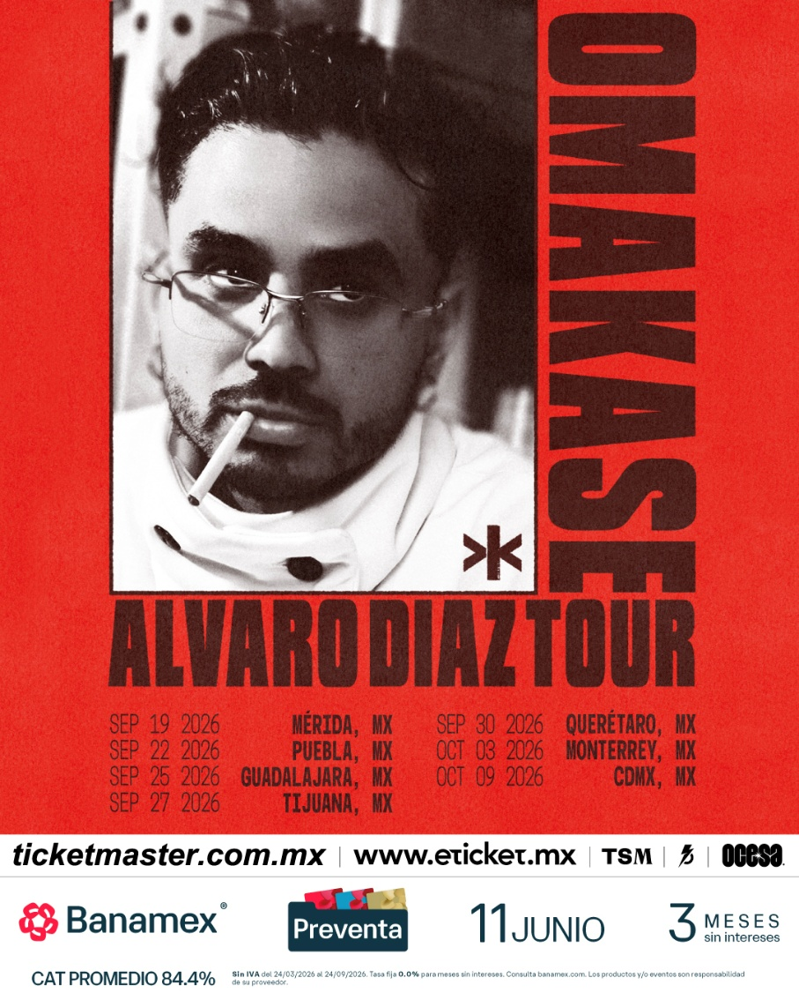 OMAKASE
ALVARO DIAZ TOUR
SEP 19 2026 MÉRIDA, MX
SEP 22 2026 PUEBLA, MX
SEP 25 2026 GUADALAJARA, MX
SEP 27 2026 TIJUANA, MX
SEP 30 2026 QUERÉTARO, MX
OCT 03 2026 MONTERREY, MX
OCT 09 2026 CDMX, MX
ticketmaster.com.mx | www.eticket.mx | TSM | ocesa.
Banamex®
Preventa
11 JUNIO
3 MESES
sin intereses
CAT PROMEDIO 84.4%
Sin IVA del 24/03/2026 al 24/09/2026. Tasa fija 0.0% para meses sin intereses. Consulta banamex.com. Los productos y/o eventos son responsabilidad
de su proveedor.